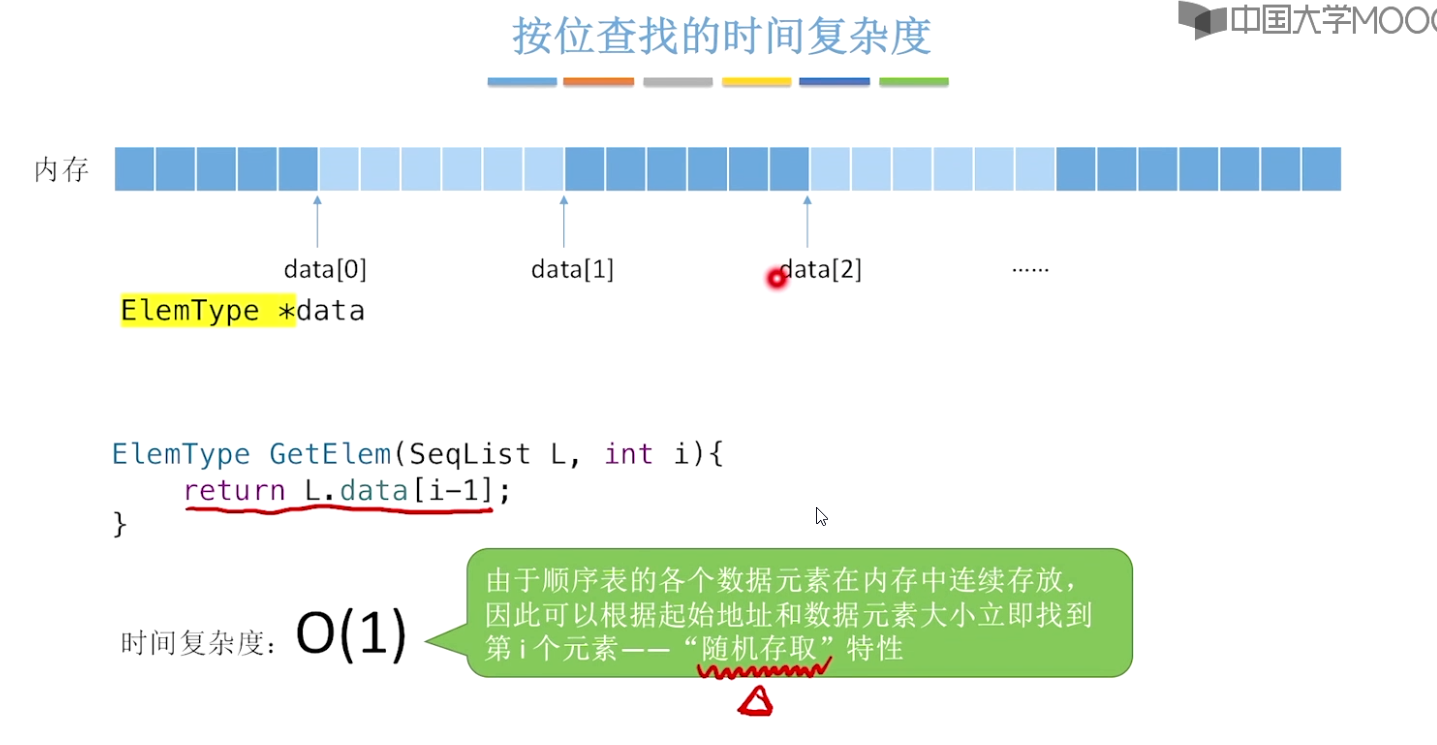 中国大学MOOC
按位查找的时间复杂度
内存
data[0] data[1] data[2] ……
ElemType *data
ElemType GetElem(SeqList L, int i){
return L.data[i-1];
}
由于顺序表的各个数据元素在内存中连续存放，
因此可以根据起始地址和数据元素大小立即找到
第i个元素——“随机存取”特性
时间复杂度：O(1)